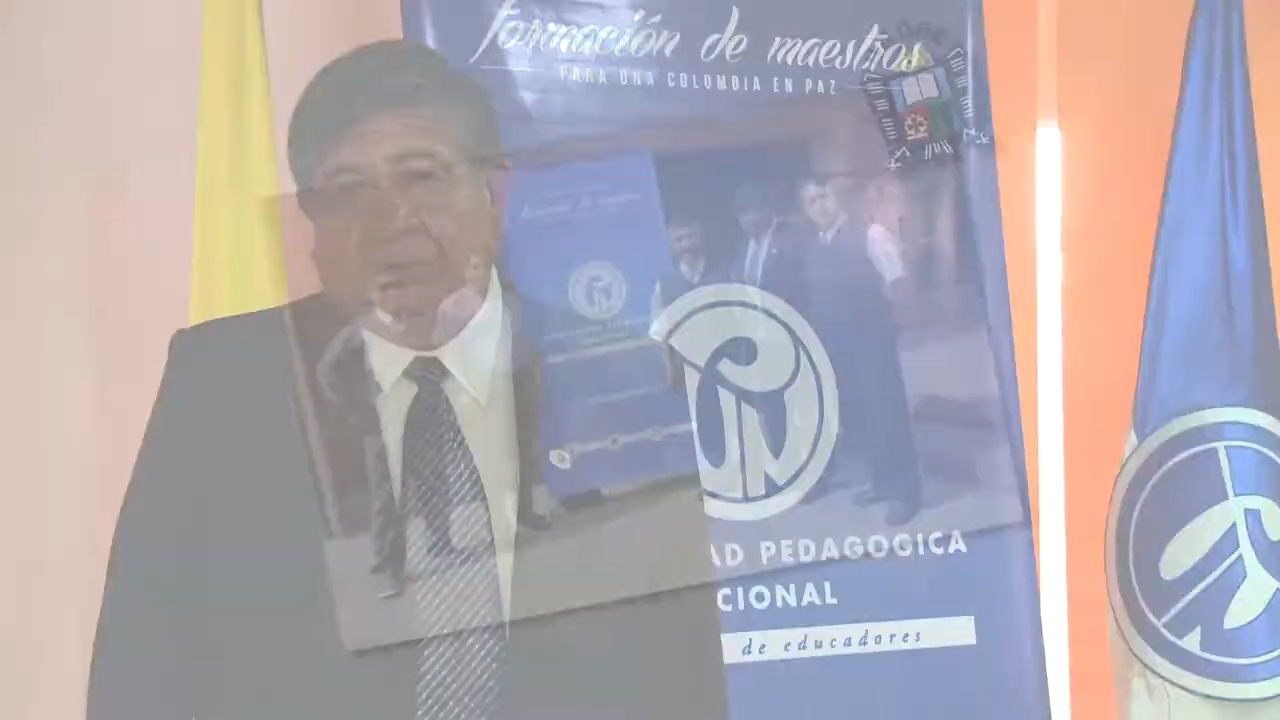 formación de maestros
PARA UNA COLOMBIA EN PAZ
AD PEDAGOGICA
CIONAL
de educadores